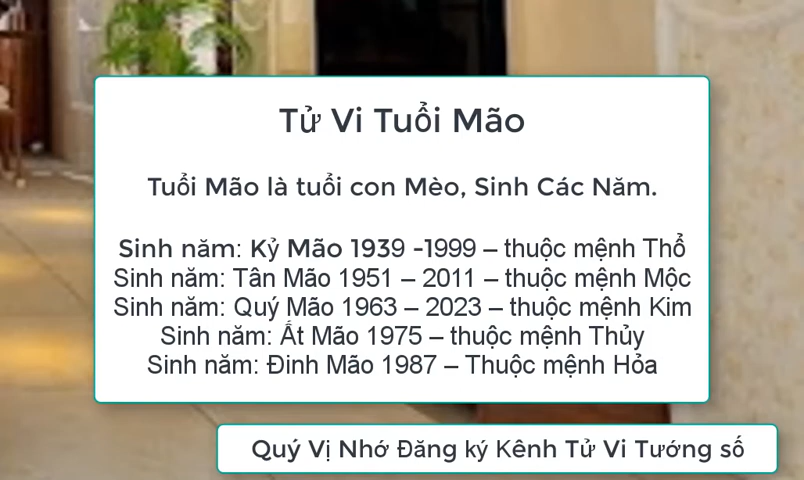 Tử Vi Tuổi Mão
Tuổi Mão là tuổi con Mèo, Sinh Các Năm.
Sinh năm: Kỷ Mão 1939 -1999 – thuộc mệnh Thổ
Sinh năm: Tân Mão 1951 – 2011 – thuộc mệnh Mộc
Sinh năm: Quý Mão 1963 – 2023 – thuộc mệnh Kim
Sinh năm: Ất Mão 1975 – thuộc mệnh Thủy
Sinh năm: Đinh Mão 1987 – Thuộc mệnh Hỏa
Quý Vị Nhớ Đăng ký Kênh Tử Vi Tướng số